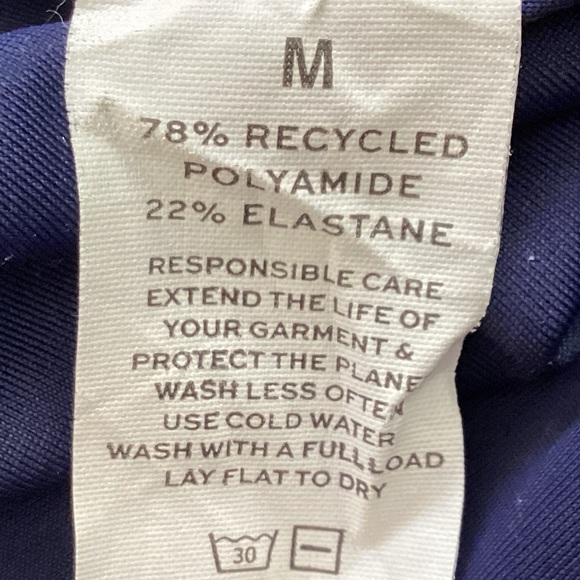 M
78% RECYCLED
POLYAMIDE
22% ELASTANE
RESPONSIBLE CARE
EXTEND THE LIFE OF
YOUR GARMENT &
PROTECT THE PLANE
WASH LESS OFTEN
USE COLD WATER
WASH WITH A FULL LOAD
LAY FLAT TO DRY
30